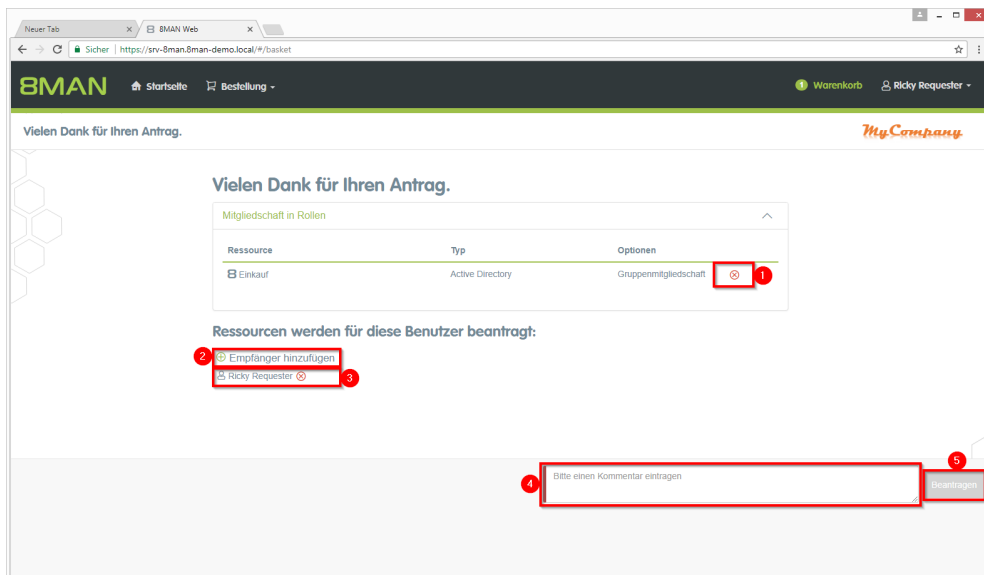 Neuer Tab 8MAN Web
Sicher https://srv-8man.8man-demo.local/#/basket
8MAN Startseite Bestellung 1 Warenkorb Ricky Requester
Vielen Dank für Ihren Antrag. MyCompany
Vielen Dank für Ihren Antrag.
Mitgliedschaft in Rollen
Ressource Typ Optionen
Einkauf Active Directory Gruppenmitgliedschaft 1
Ressourcen werden für diese Benutzer beantragt:
2 Empfänger hinzufügen
Ricky Requester 3
5
4 Bitte einen Kommentar eintragen
Beantragen